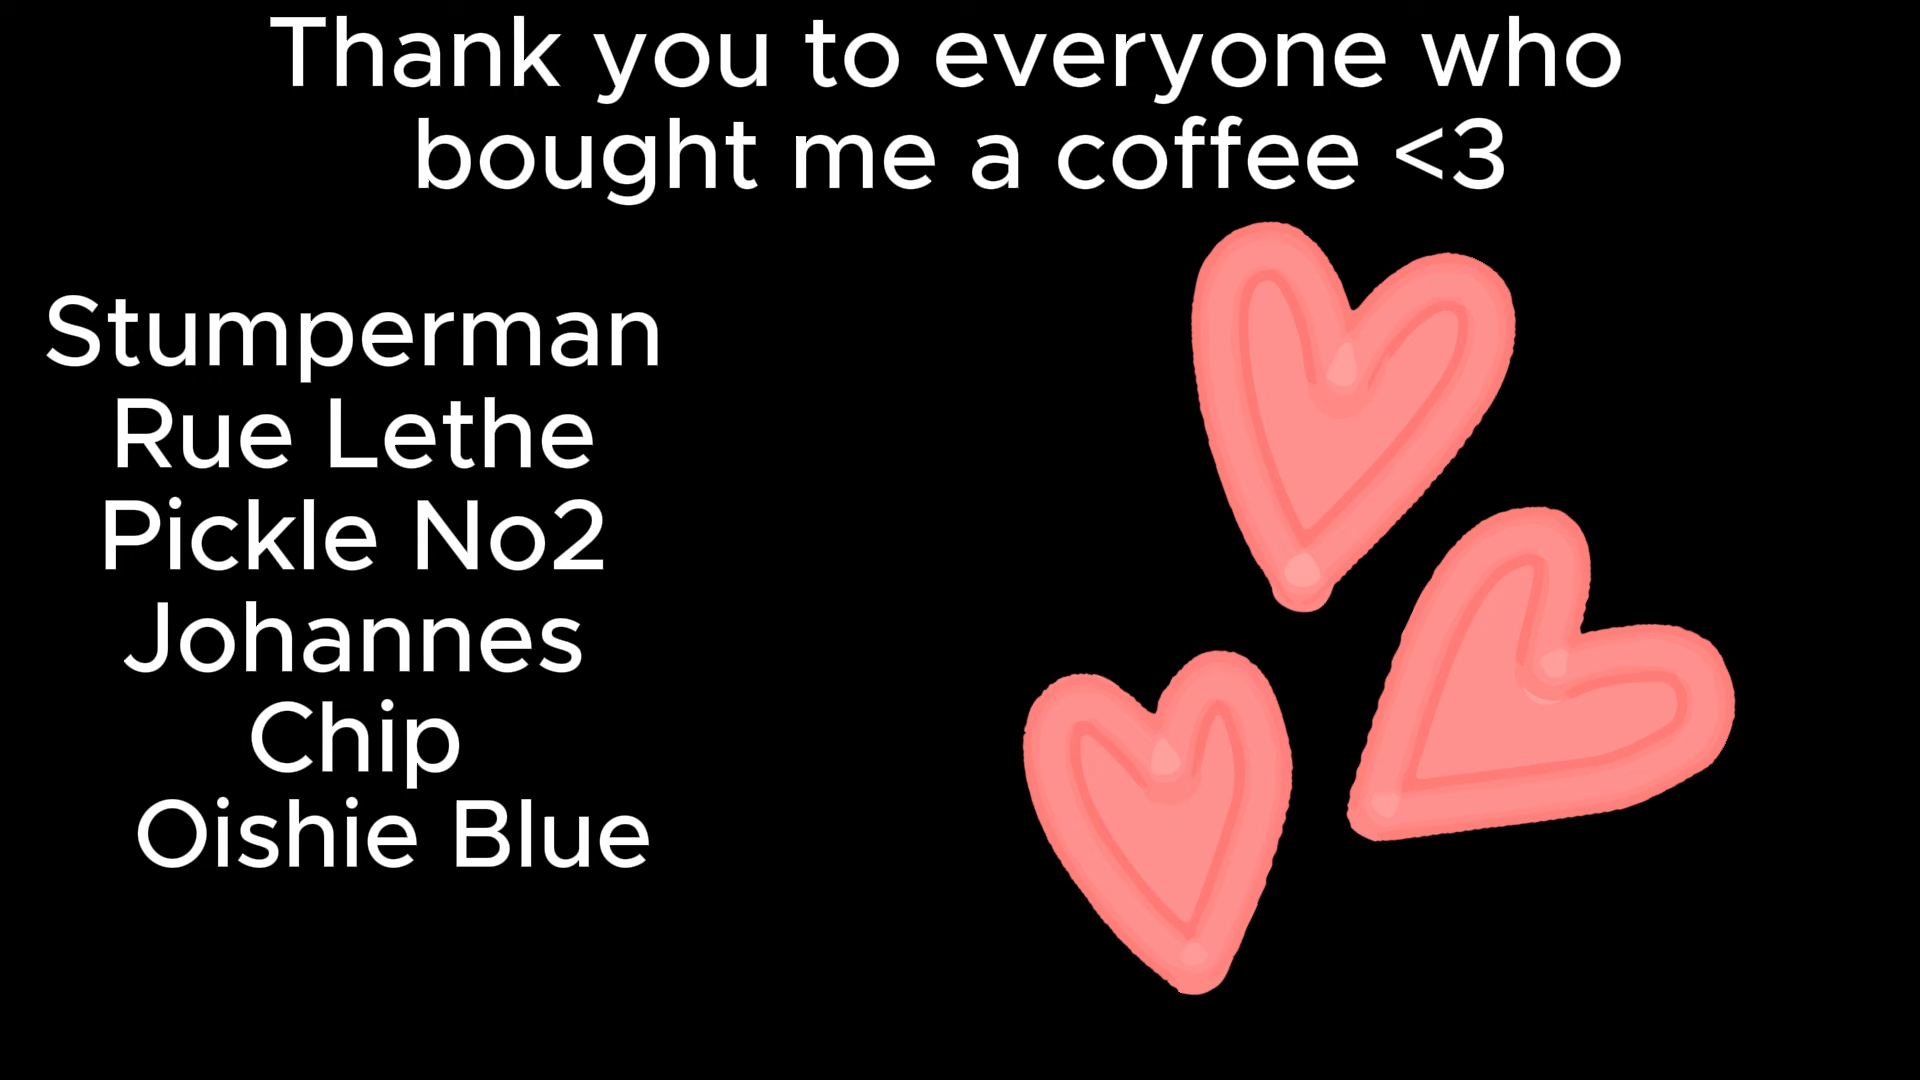 Thank you to everyone who
bought me a coffee <3
Stumperman
Rue Lethe
Pickle No2
Johannes
Chip
Oishie Blue